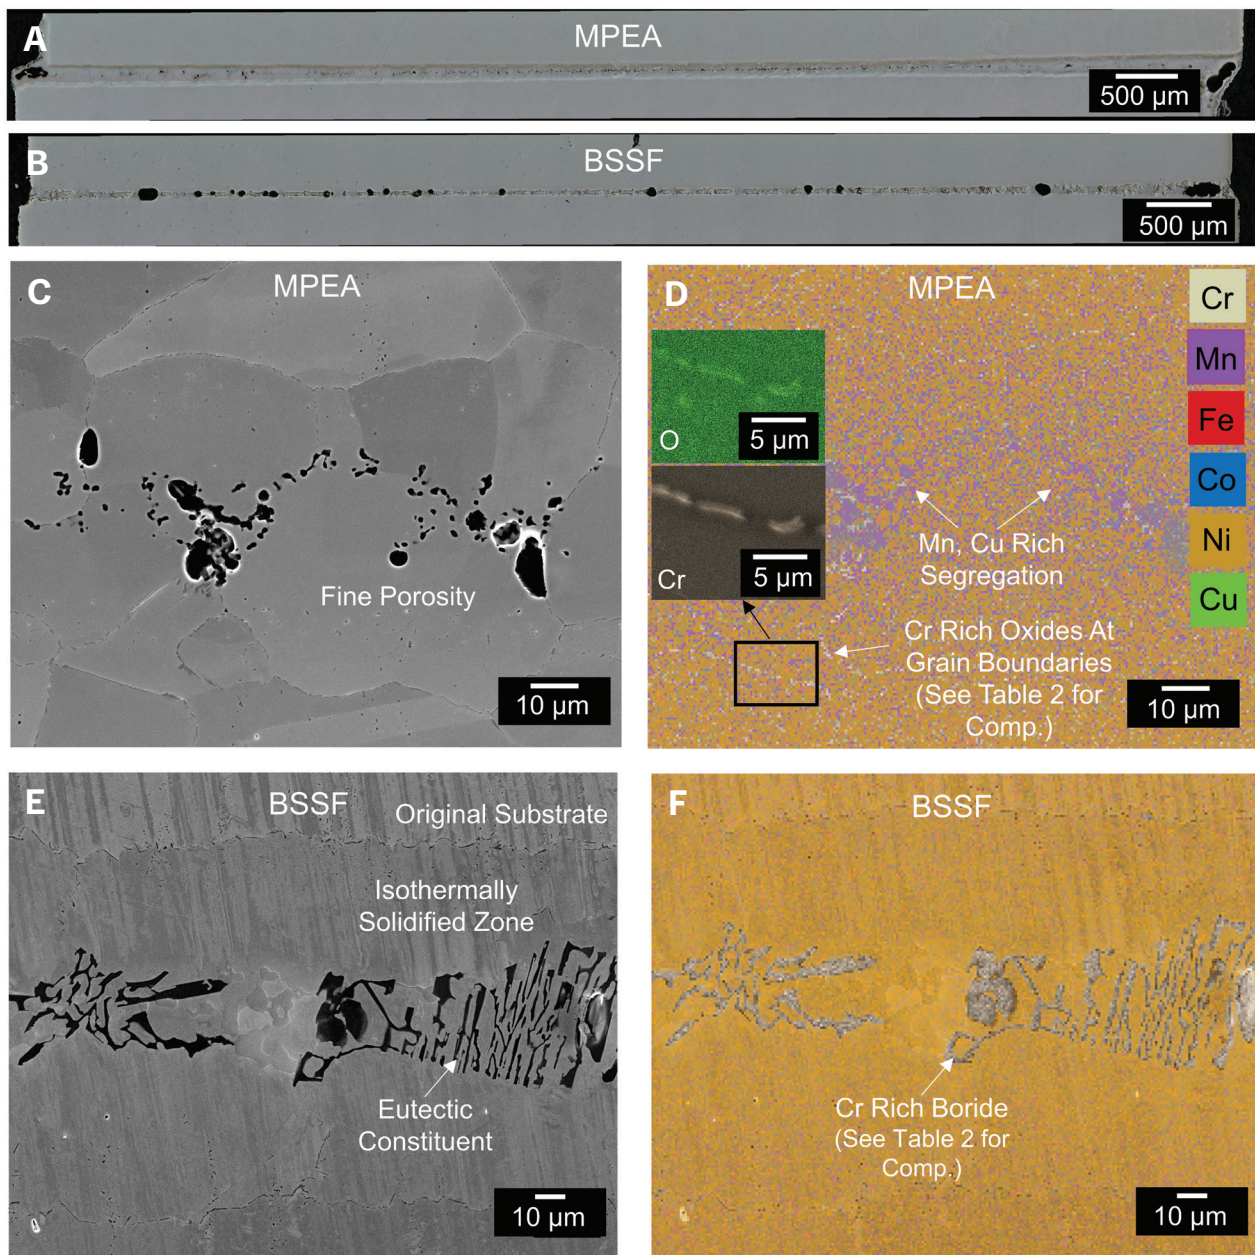 A
MPEA
500 µm
B
BSSF
500 µm
C
MPEA
Fine Porosity
10 µm
D
MPEA
O
5 µm
Cr
5 µm
Mn, Cu Rich
Segregation
Cr Rich Oxides At
Grain Boundaries
(See Table 2 for
Comp.)
10 µm
Cr
Mn
Fe
Co
Ni
Cu
E
BSSF
Original Substrate
Isothermally
Solidified Zone
Eutectic
Constituent
10 µm
F
BSSF
Cr Rich Boride
(See Table 2 for
Comp.)
10 µm